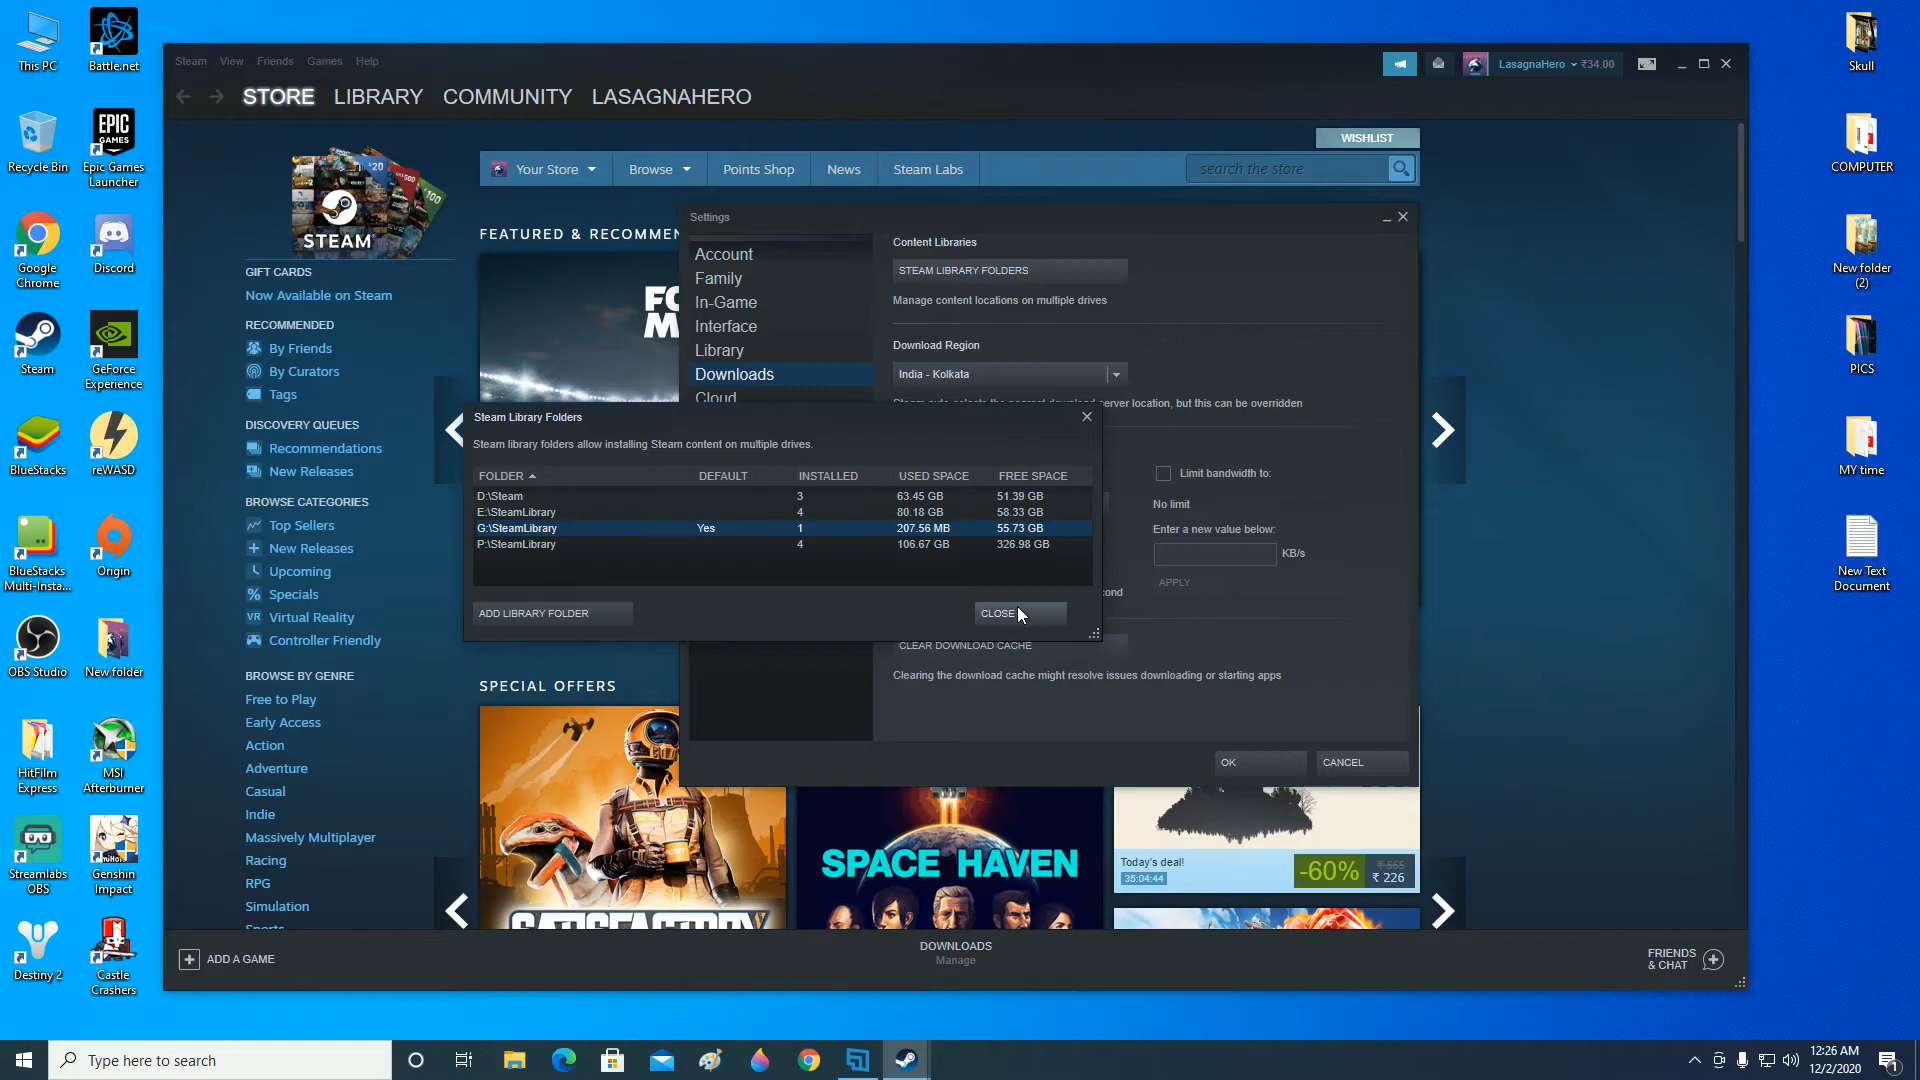 This PC
Battle.net
Recycle Bin
Epic Games
Launcher
EPIC
GAMES
Google
Chrome
Discord
Steam
GeForce
Experience
BlueStacks
reWASD
BlueStacks
Multi-Insta...
Origin
OBS Studio
New folder
HitFilm
Express
MSI
Afterburner
Streamlabs
OBS
Genshin
Impact
Destiny 2
Castle
Crashers
Skull
COMPUTER
New folder
(2)
PICS
MY time
New Text
Document
Steam View Friends Games Help
LasagnaHero ₹34.00
STORE LIBRARY COMMUNITY LASAGNAHERO
WISHLIST
Your Store Browse Points Shop News Steam Labs
search the store
STEAM
GIFT CARDS
Now Available on Steam
RECOMMENDED
By Friends
By Curators
Tags
DISCOVERY QUEUES
Recommendations
New Releases
BROWSE CATEGORIES
Top Sellers
New Releases
Upcoming
Specials
VR Virtual Reality
Controller Friendly
BROWSE BY GENRE
Free to Play
Early Access
Action
Adventure
Casual
Indie
Massively Multiplayer
Racing
RPG
Simulation
Sports
FEATURED & RECOMMEN
Settings
Account
Family
In-Game
Interface
Library
Downloads
Cloud
Content Libraries
STEAM LIBRARY FOLDERS
Manage content locations on multiple drives
Download Region
India - Kolkata
Steam auto-selects the nearest download server location, but this can be overridden
Limit bandwidth to:
No limit
Enter a new value below:
KB/s
APPLY
cond
CLEAR DOWNLOAD CACHE
Clearing the download cache might resolve issues downloading or starting apps
OK CANCEL
Steam Library Folders
Steam library folders allow installing Steam content on multiple drives.
FOLDER DEFAULT INSTALLED USED SPACE FREE SPACE
D:\Steam 3 63.45 GB 51.39 GB
E:\SteamLibrary 4 80.18 GB 58.33 GB
G:\SteamLibrary Yes 1 207.56 MB 55.73 GB
P:\SteamLibrary 4 106.67 GB 326.98 GB
ADD LIBRARY FOLDER CLOSE
SPECIAL OFFERS
SATISFACTORY
SPACE HAVEN
Today's deal!
35:04:44
-60%
₹ 565
₹ 226
ADD A GAME
DOWNLOADS
Manage
FRIENDS
& CHAT
Type here to search
12:26 AM
12/2/2020
1